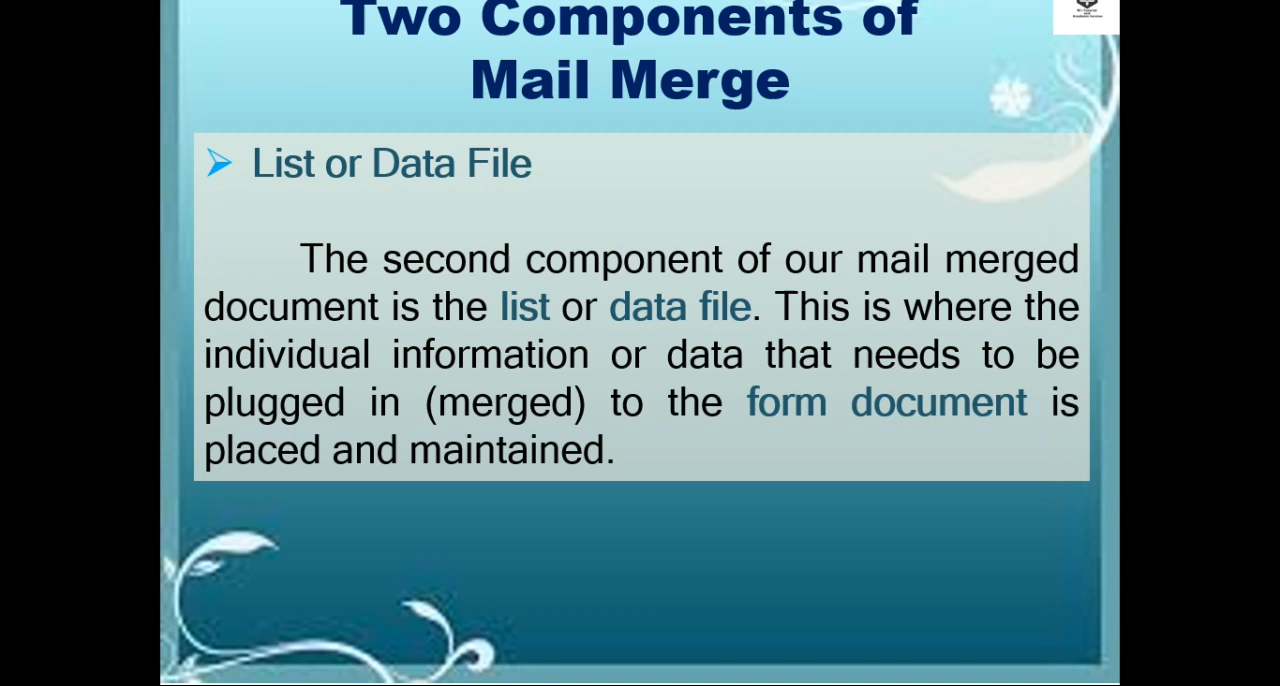 Two Components of
Mail Merge
List or Data File
The second component of our mail merged
document is the list or data file. This is where the
individual information or data that needs to be
plugged in (merged) to the form document is
placed and maintained.